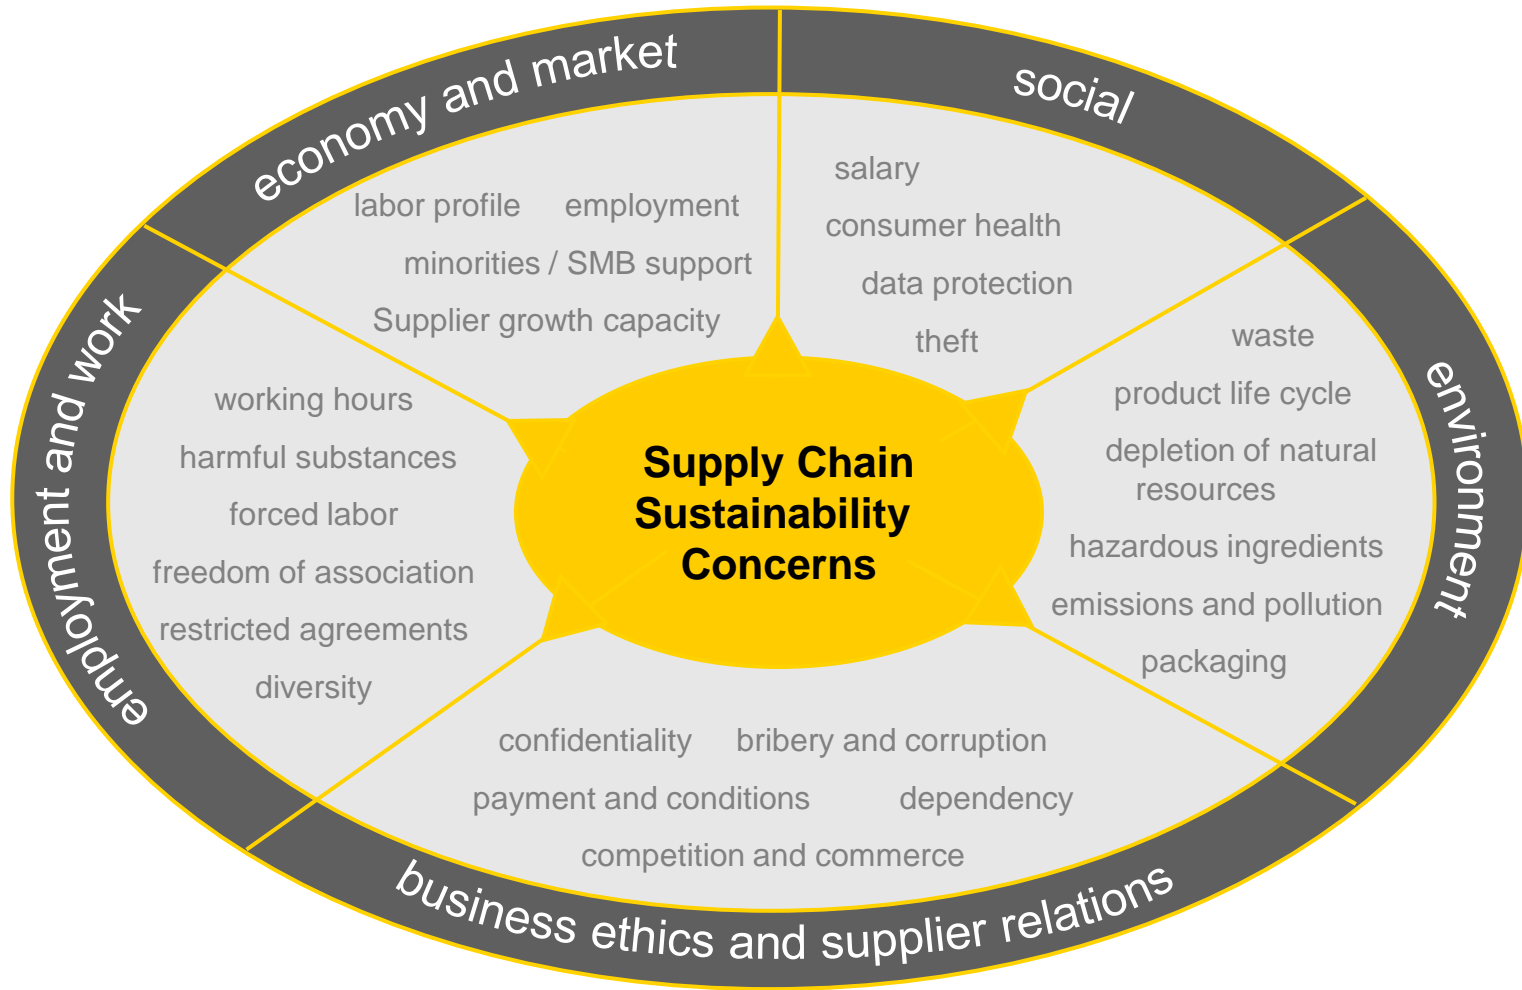 economy and market
social
labor profile employment
minorities / SMB support
Supplier growth capacity
salary
consumer health
data protection
theft
environment
waste
product life cycle
depletion of natural
resources
hazardous ingredients
emissions and pollution
packaging
employment and work
working hours
harmful substances
forced labor
freedom of association
restricted agreements
diversity
Supply Chain
Sustainability
Concerns
confidentiality bribery and corruption
payment and conditions dependency
competition and commerce
business ethics and supplier relations